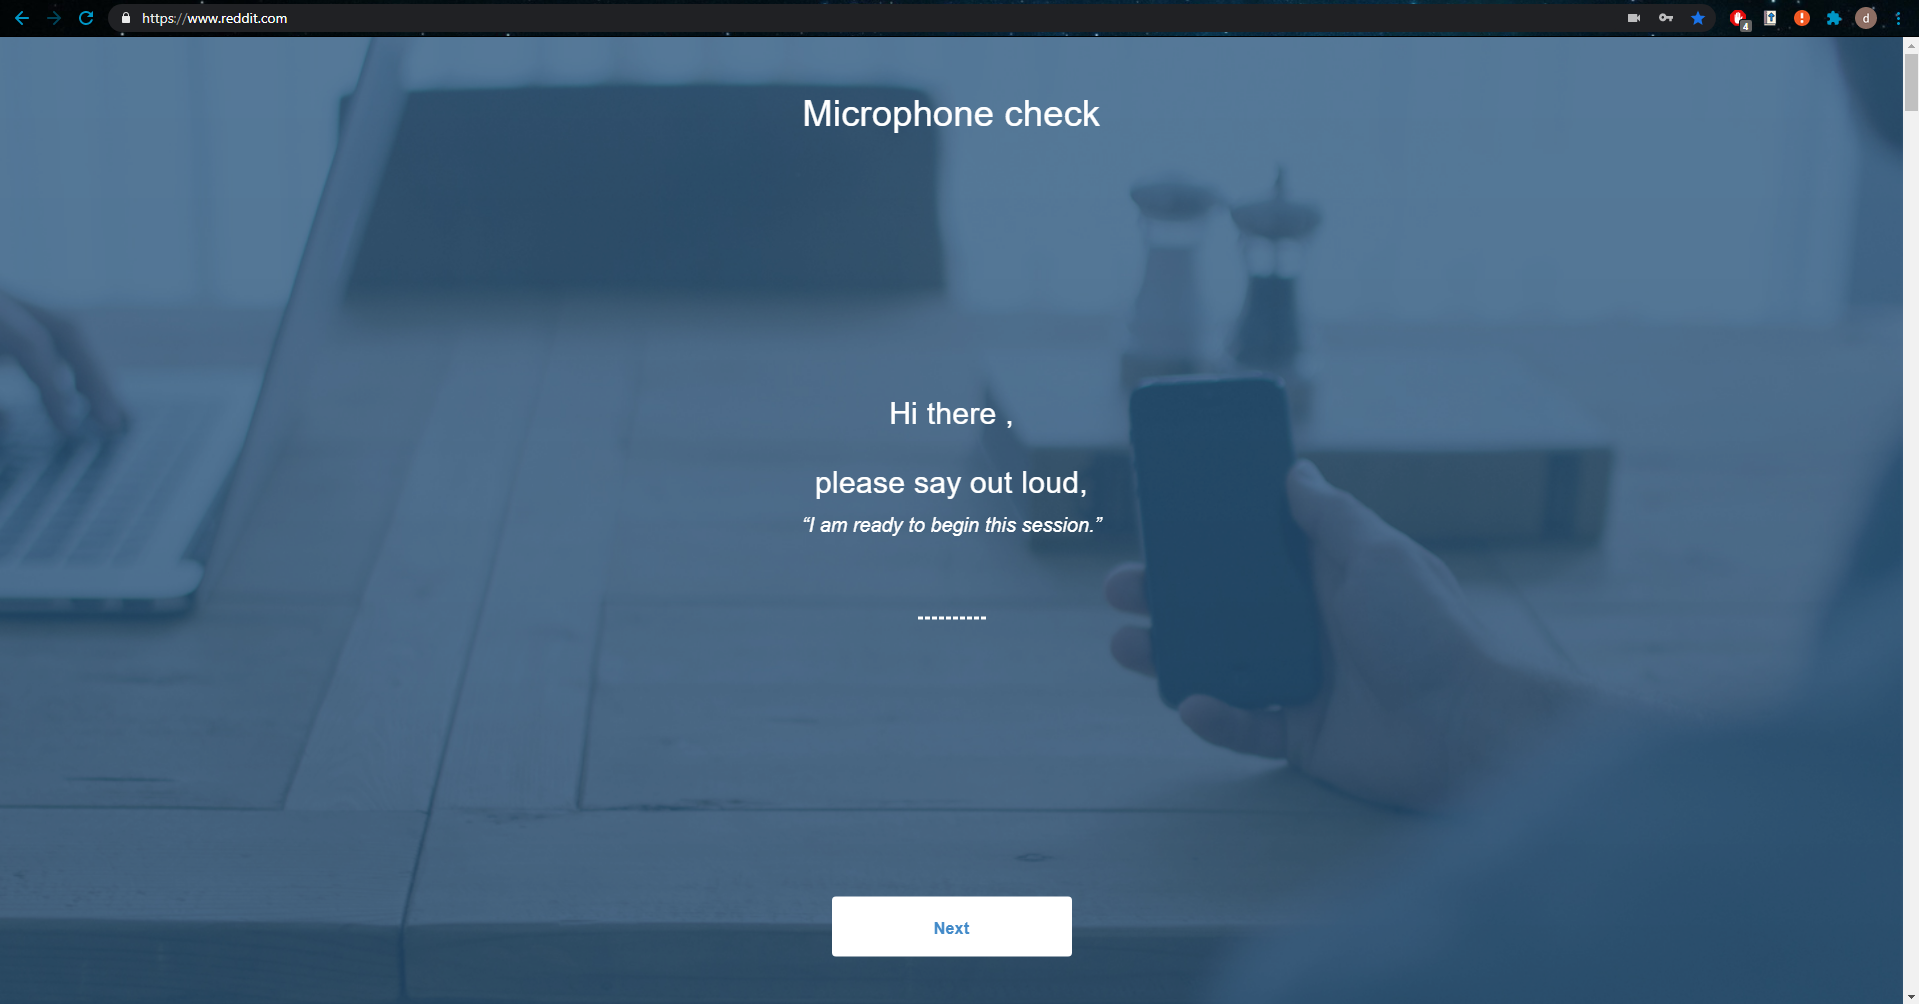 https://www.reddit.com
4
d
Microphone check
Hi there ,
please say out loud,
“I am ready to begin this session.”
----------
Next